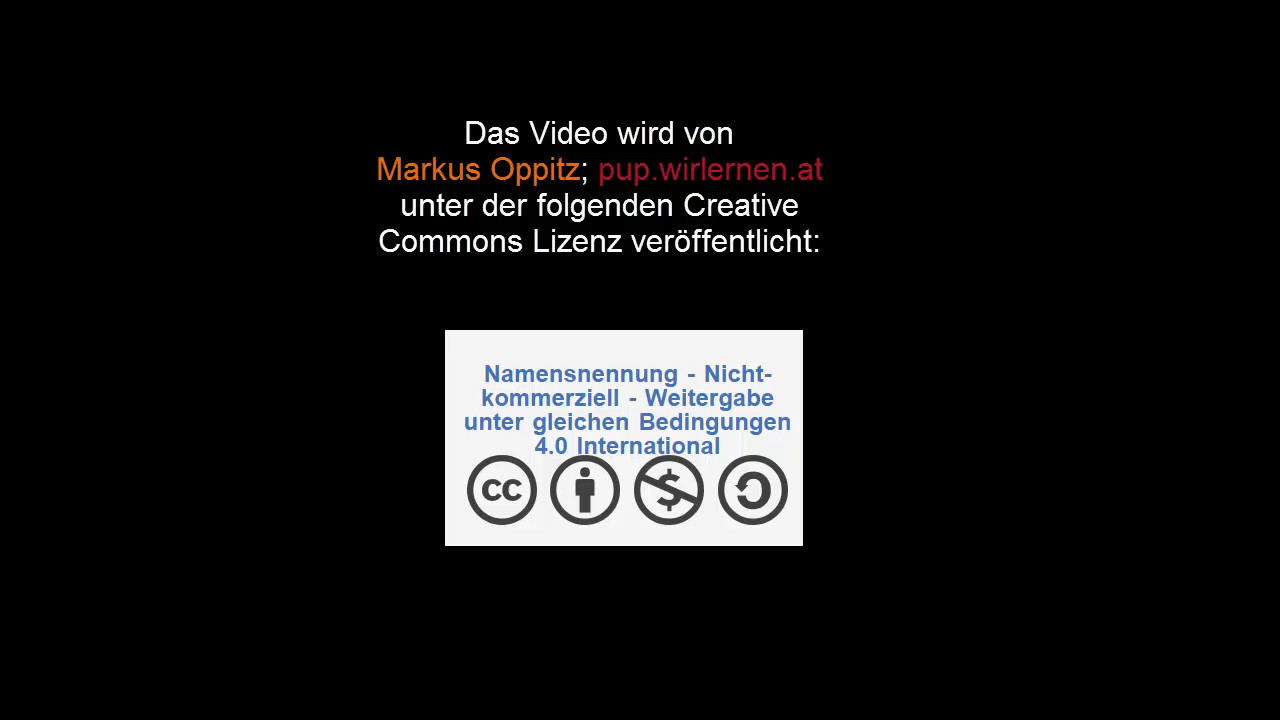 Das Video wird von
Markus Oppitz; pup.wirlernen.at
unter der folgenden Creative
Commons Lizenz veröffentlicht:
Namensnennung - Nicht-
kommerziell - Weitergabe
unter gleichen Bedingungen
4.0 International
cc
$